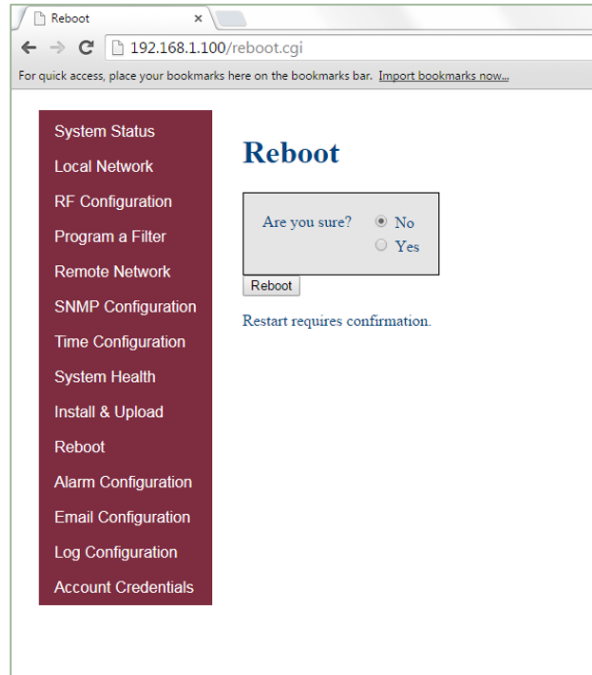 Reboot
192.168.1.100/reboot.cgi
For quick access, place your bookmarks here on the bookmarks bar. Import bookmarks now...
System Status
Local Network
RF Configuration
Program a Filter
Remote Network
SNMP Configuration
Time Configuration
System Health
Install & Upload
Reboot
Alarm Configuration
Email Configuration
Log Configuration
Account Credentials
Reboot
Are you sure? No
Yes
Reboot
Restart requires confirmation.